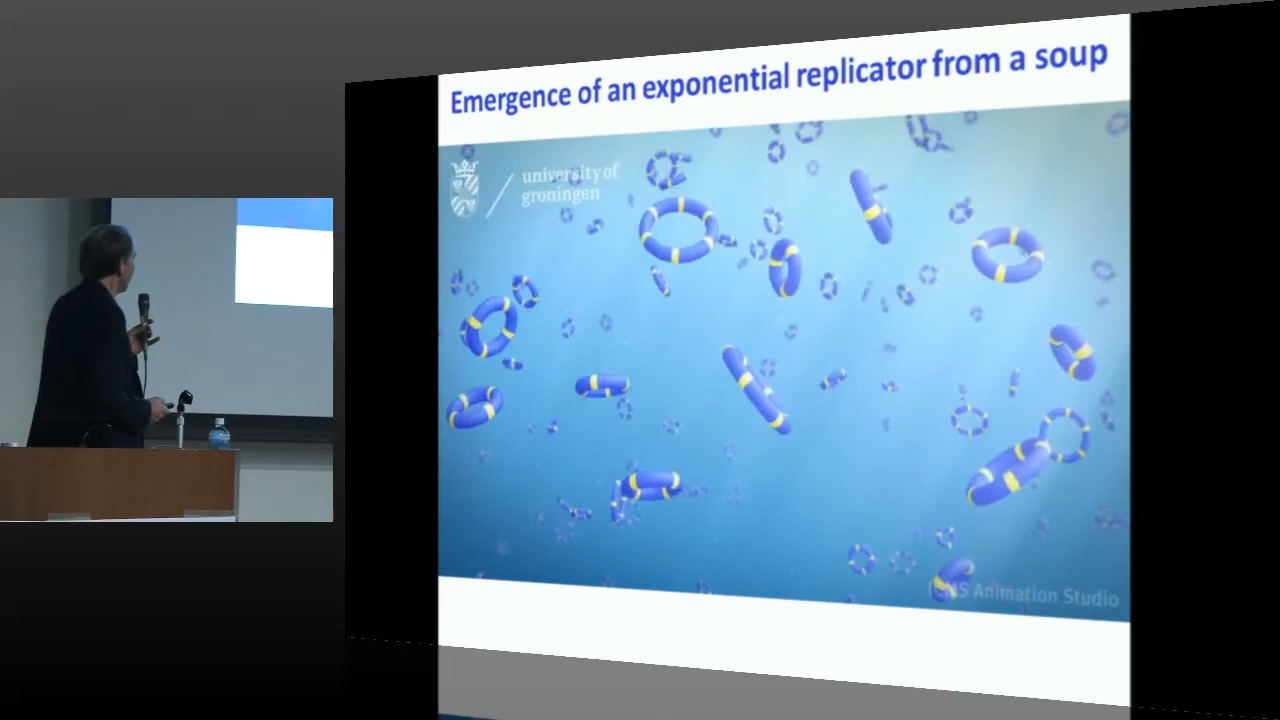 Emergence of an exponential replicator from a soup
university of
groningen
Animation Studio